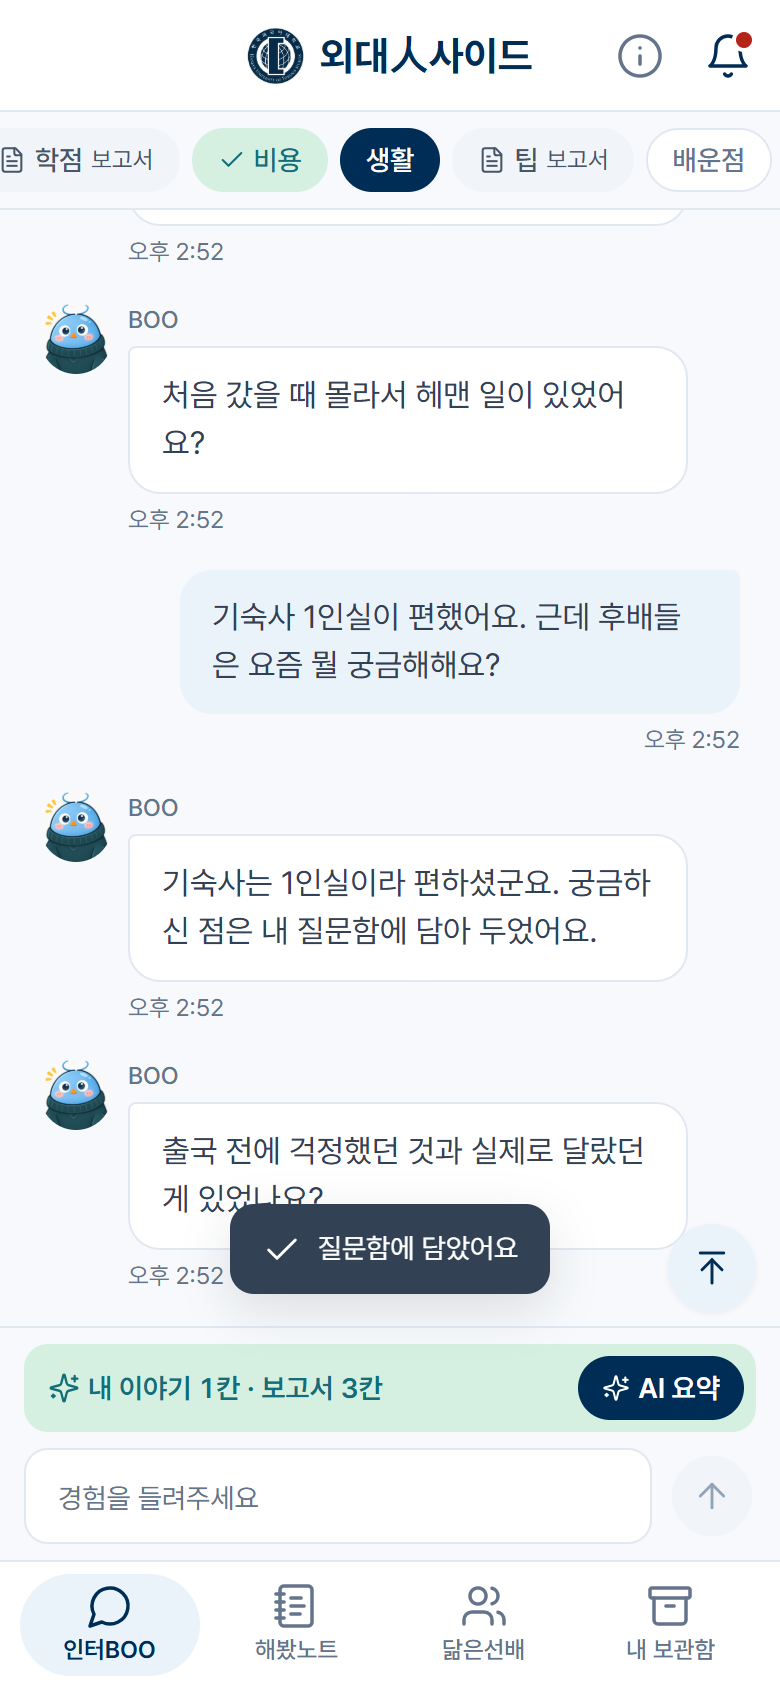 외대人사이드
학점 보고서
비용
생활
팁 보고서
배운점
오후 2:52
BOO
처음 갔을 때 몰라서 헤맨 일이 있었어
요?
오후 2:52
기숙사 1인실이 편했어요. 근데 후배들
은 요즘 뭘 궁금해해요?
오후 2:52
BOO
기숙사는 1인실이라 편하셨군요. 궁금하
신 점은 내 질문함에 담아 두었어요.
오후 2:52
BOO
출국 전에 걱정했던 것과 실제로 달랐던
게 있었나요?
질문함에 담았어요
오후 2:52
내 이야기 1칸 · 보고서 3칸
AI 요약
경험을 들려주세요
인터BOO
해봤노트
닮은선배
내 보관함